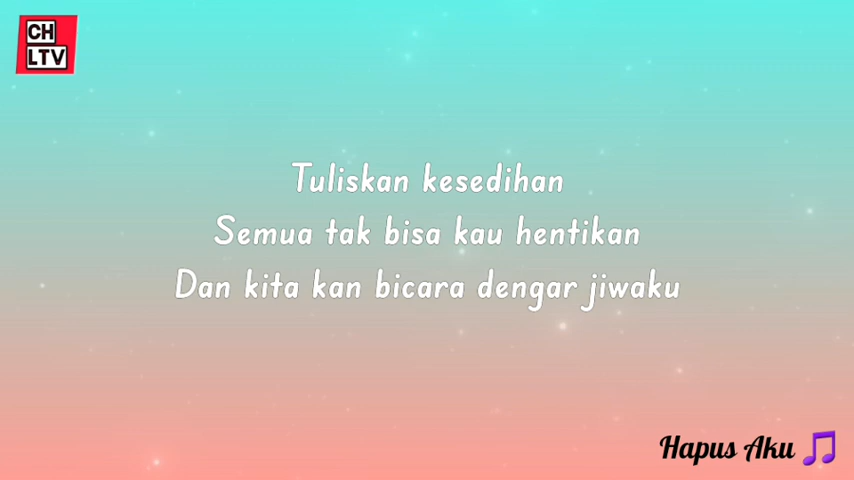 CH
LTV
Tuliskan kesedihan
Semua tak bisa kau hentikan
Dan kita kan bicara dengar jiwaku
Hapus Aku